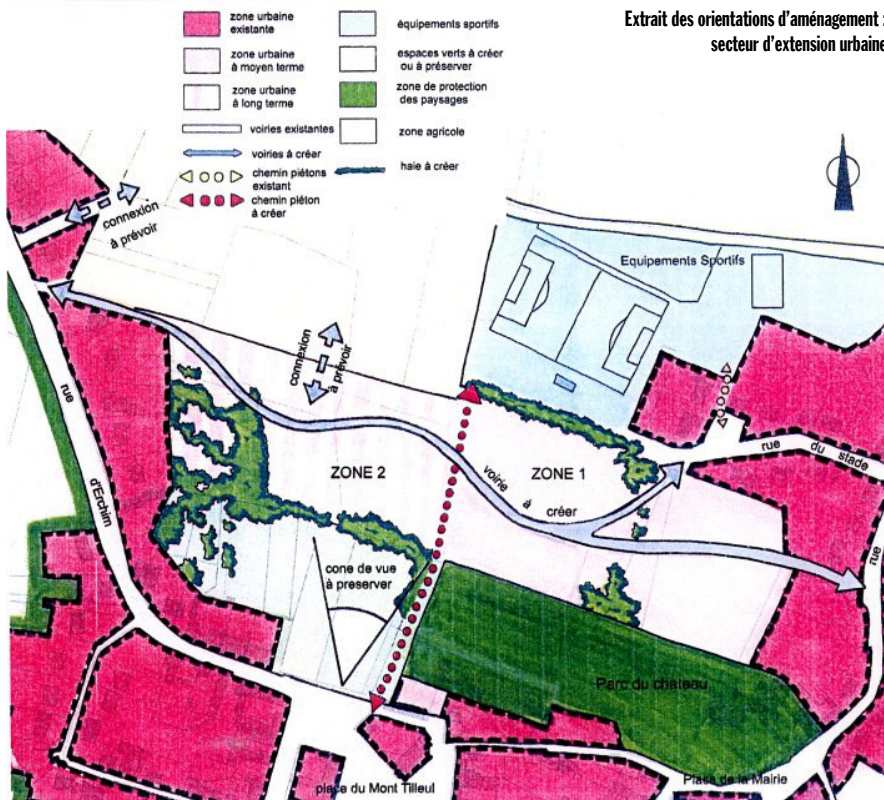 Extrait des orientations d'aménagement :
secteur d'extension urbaine
zone urbaine
existante
zone urbaine
à moyen terme
zone urbaine
à long terme
voiries existantes
voiries à créer
chemin piétons
existant
chemin piéton
à créer
équipements sportifs
espaces verts à créer
ou à préserver
zone de protection
des paysages
zone agricole
haie à créer
connexion
à prévoir
Equipements Sportifs
connexion
à prévoir
rue
d'Erchim
ZONE 2
ZONE 1
voirie à créer
rue du stade
rue
cone de vue
à preserver
Parc du chateau
place du Mont Tilleul
Place de la Mairie